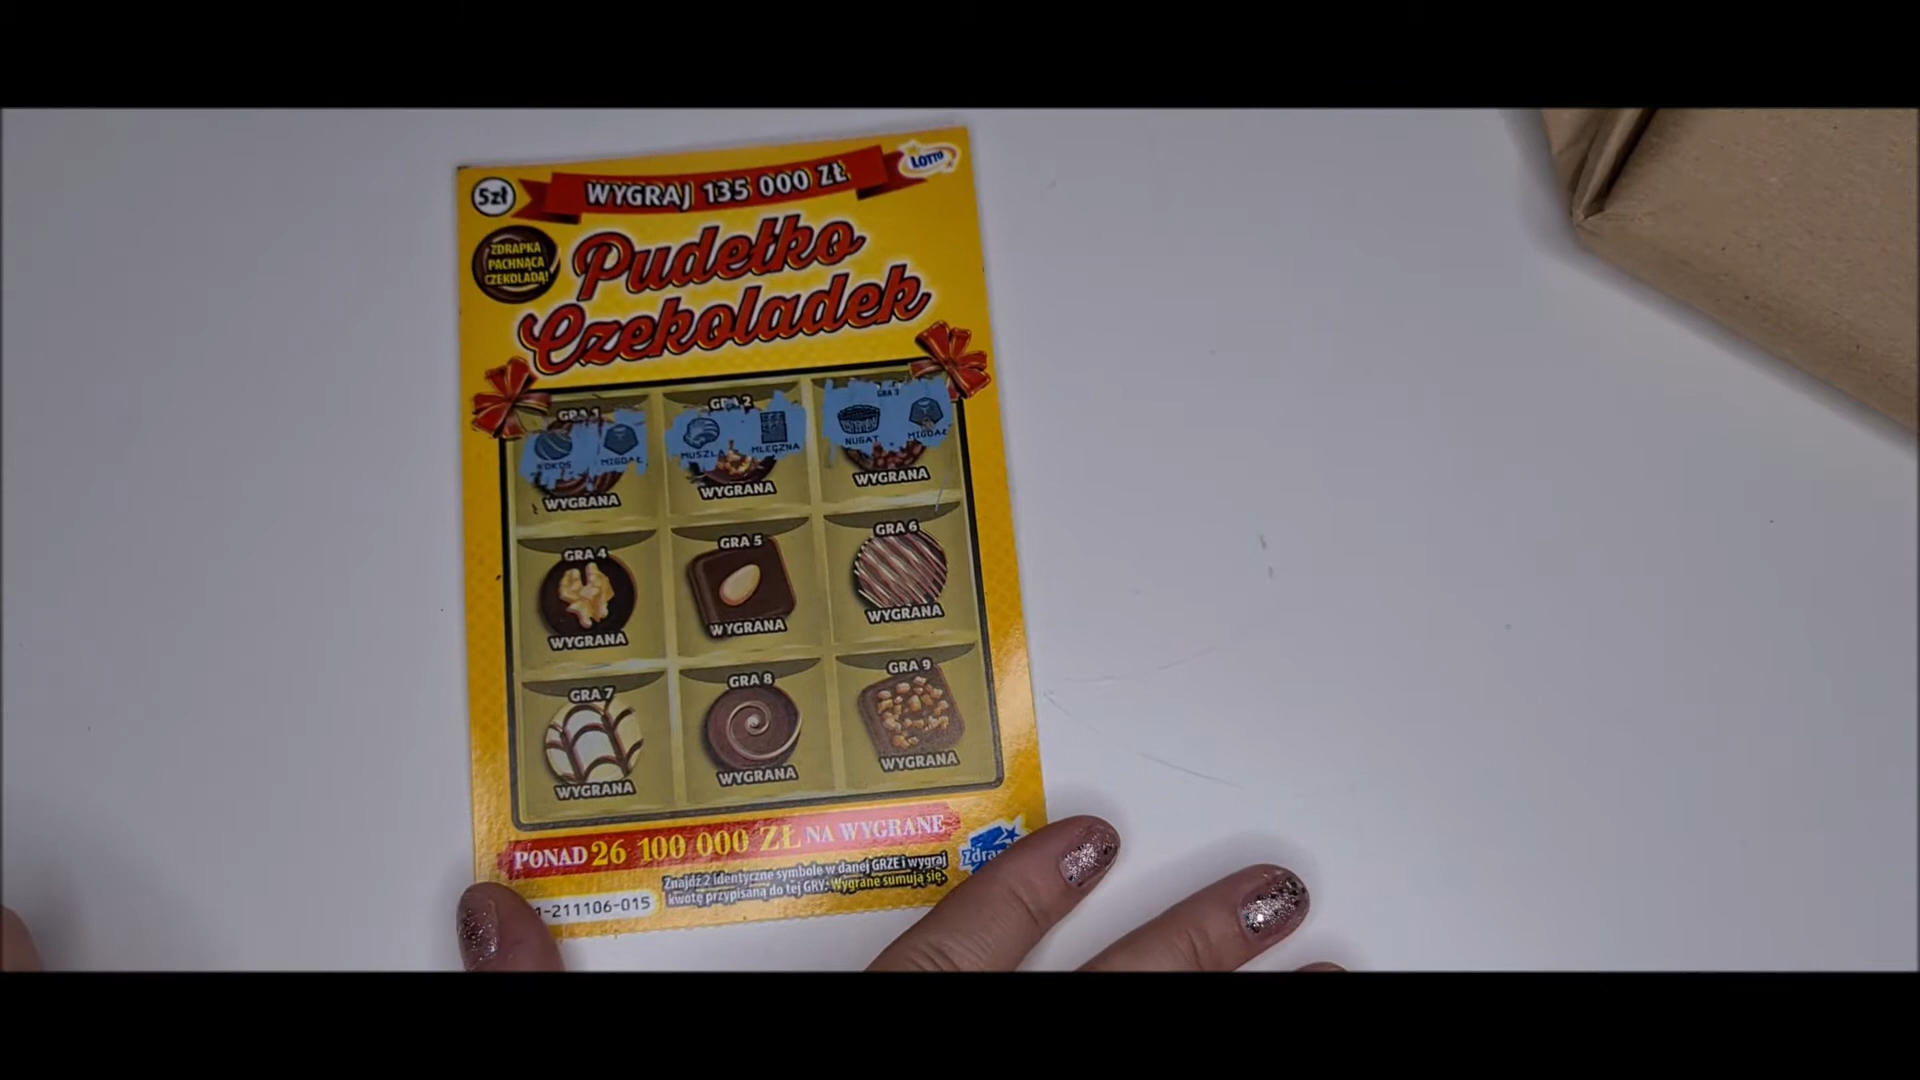 5zł
WYGRAJ 135 000 ZŁ
LOTTO
ZDRAPKA
PACHNĄCA
CZEKOLADĄ!
Pudełko
Czekoladek
GRA 1
GRA 2
GRA 3
KOKOS MIGDAŁ
MUSZLA MLECZNA
NUGAT MIGDAŁ
WYGRANA
WYGRANA
WYGRANA
GRA 4
GRA 5
GRA 6
WYGRANA
WYGRANA
WYGRANA
GRA 7
GRA 8
GRA 9
WYGRANA
WYGRANA
WYGRANA
PONAD 26 100 000 ZŁ NA WYGRANE
Znajdź 2 identyczne symbole w danej GRZE i wygraj
kwotę przypisaną do tej GRY. Wygrane sumują się.
1-211106-015